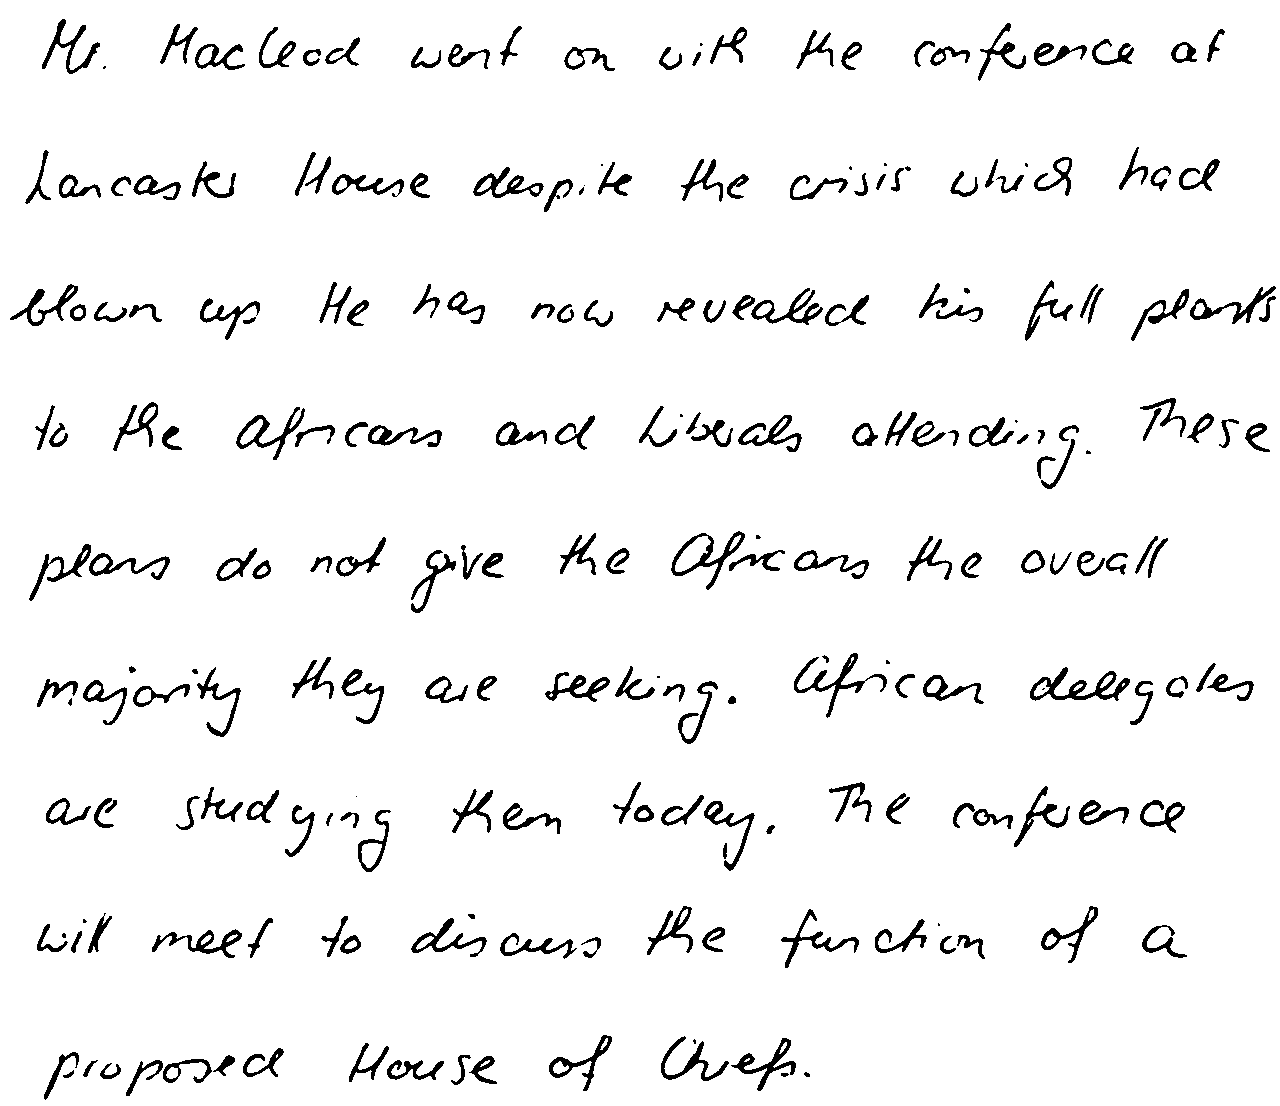 Mr. Macleod went on with the conference at
Lancaster House despite the crisis which had
blown up He has now revealed his full plants
to the Africans and Liberals attending. These
plans do not give the Africans the overall
majority they are seeking. African delegates
are studying them today. The conference
will meet to discuss the function of a
proposed House of Chiefs.